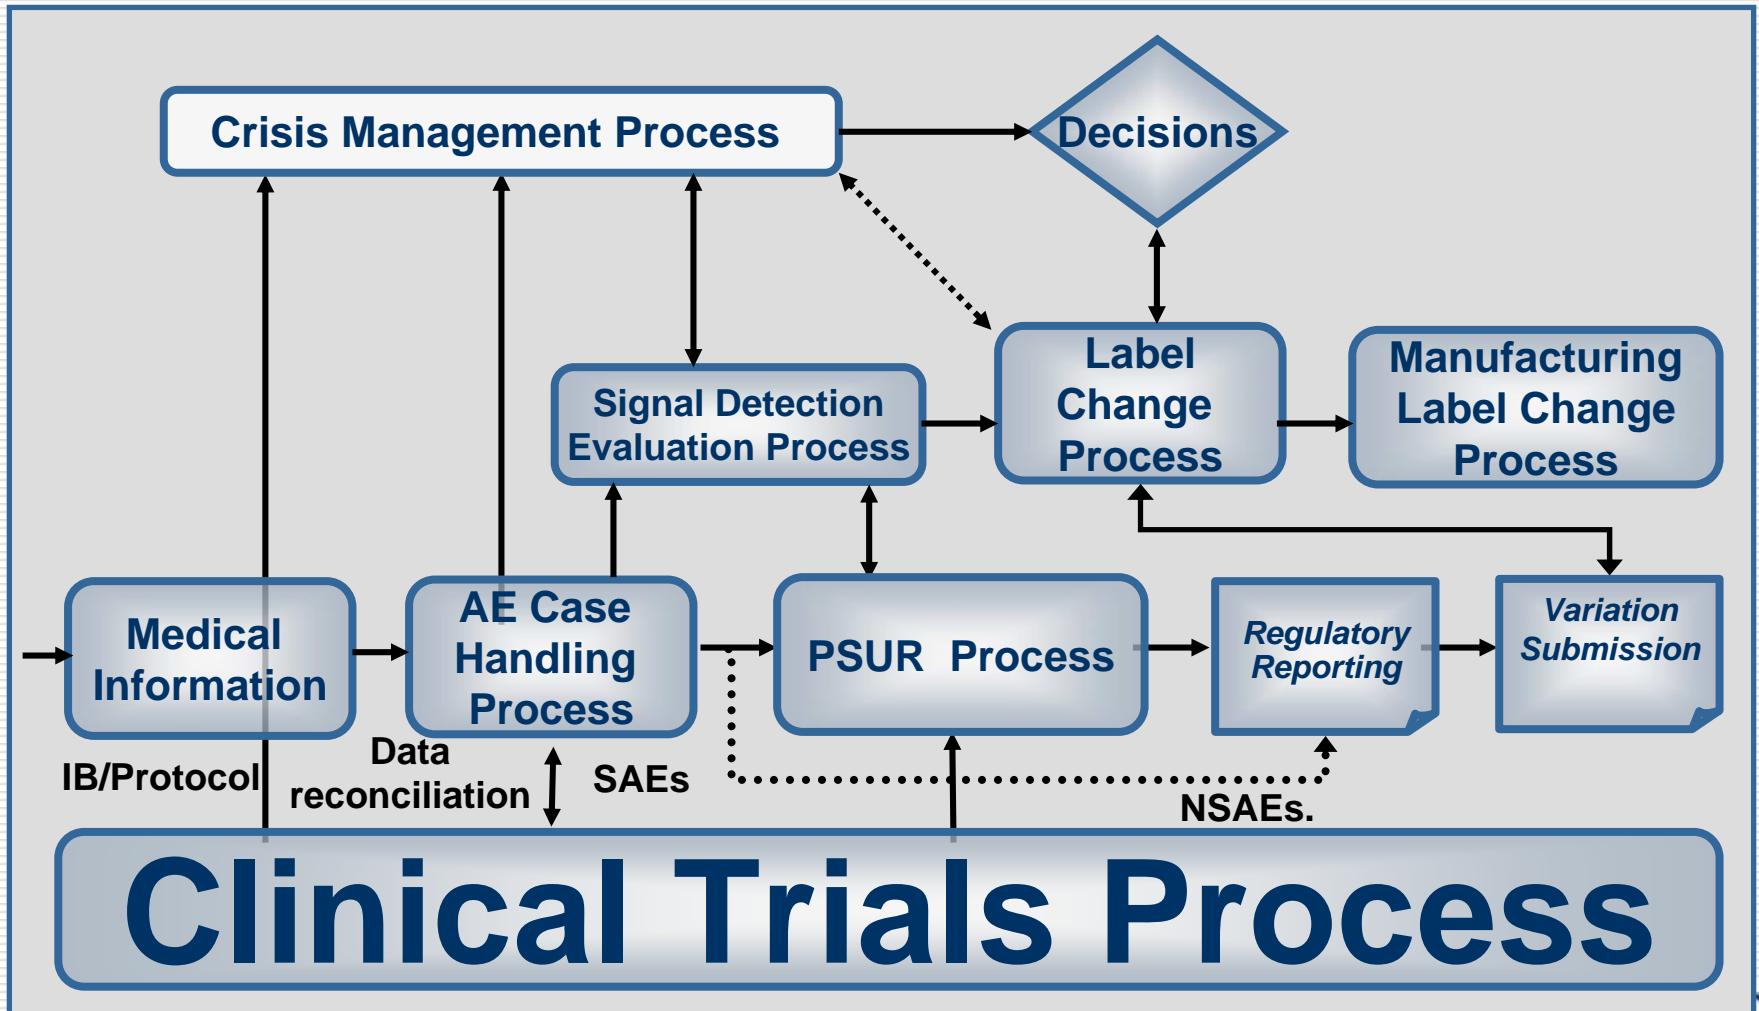 Crisis Management Process
Decisions
Signal Detection
Evaluation Process
Label
Change
Process
Manufacturing
Label Change
Process
Medical
Information
AE Case
Handling
Process
PSUR Process
Regulatory
Reporting
Variation
Submission
IB/Protocol
Data
reconciliation
SAEs
NSAEs.
Clinical Trials Process